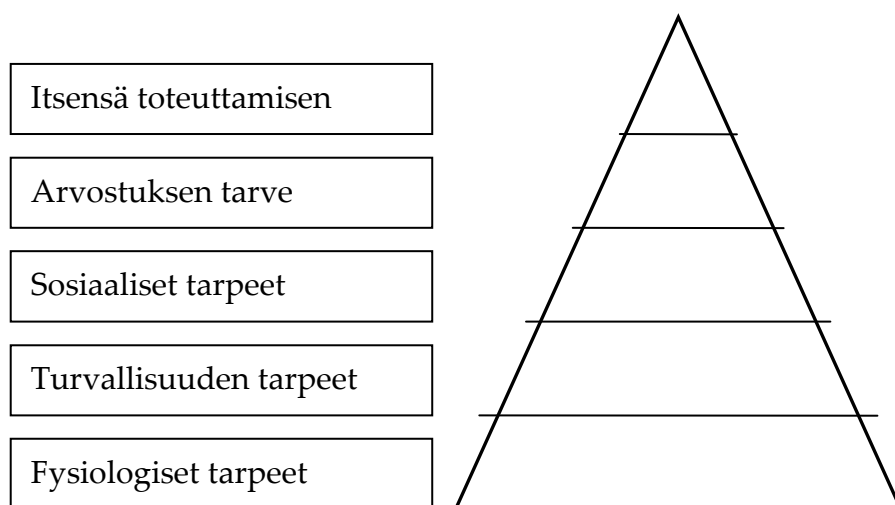 Itsensä toteuttamisen
Arvostuksen tarve
Sosiaaliset tarpeet
Turvallisuuden tarpeet
Fysiologiset tarpeet